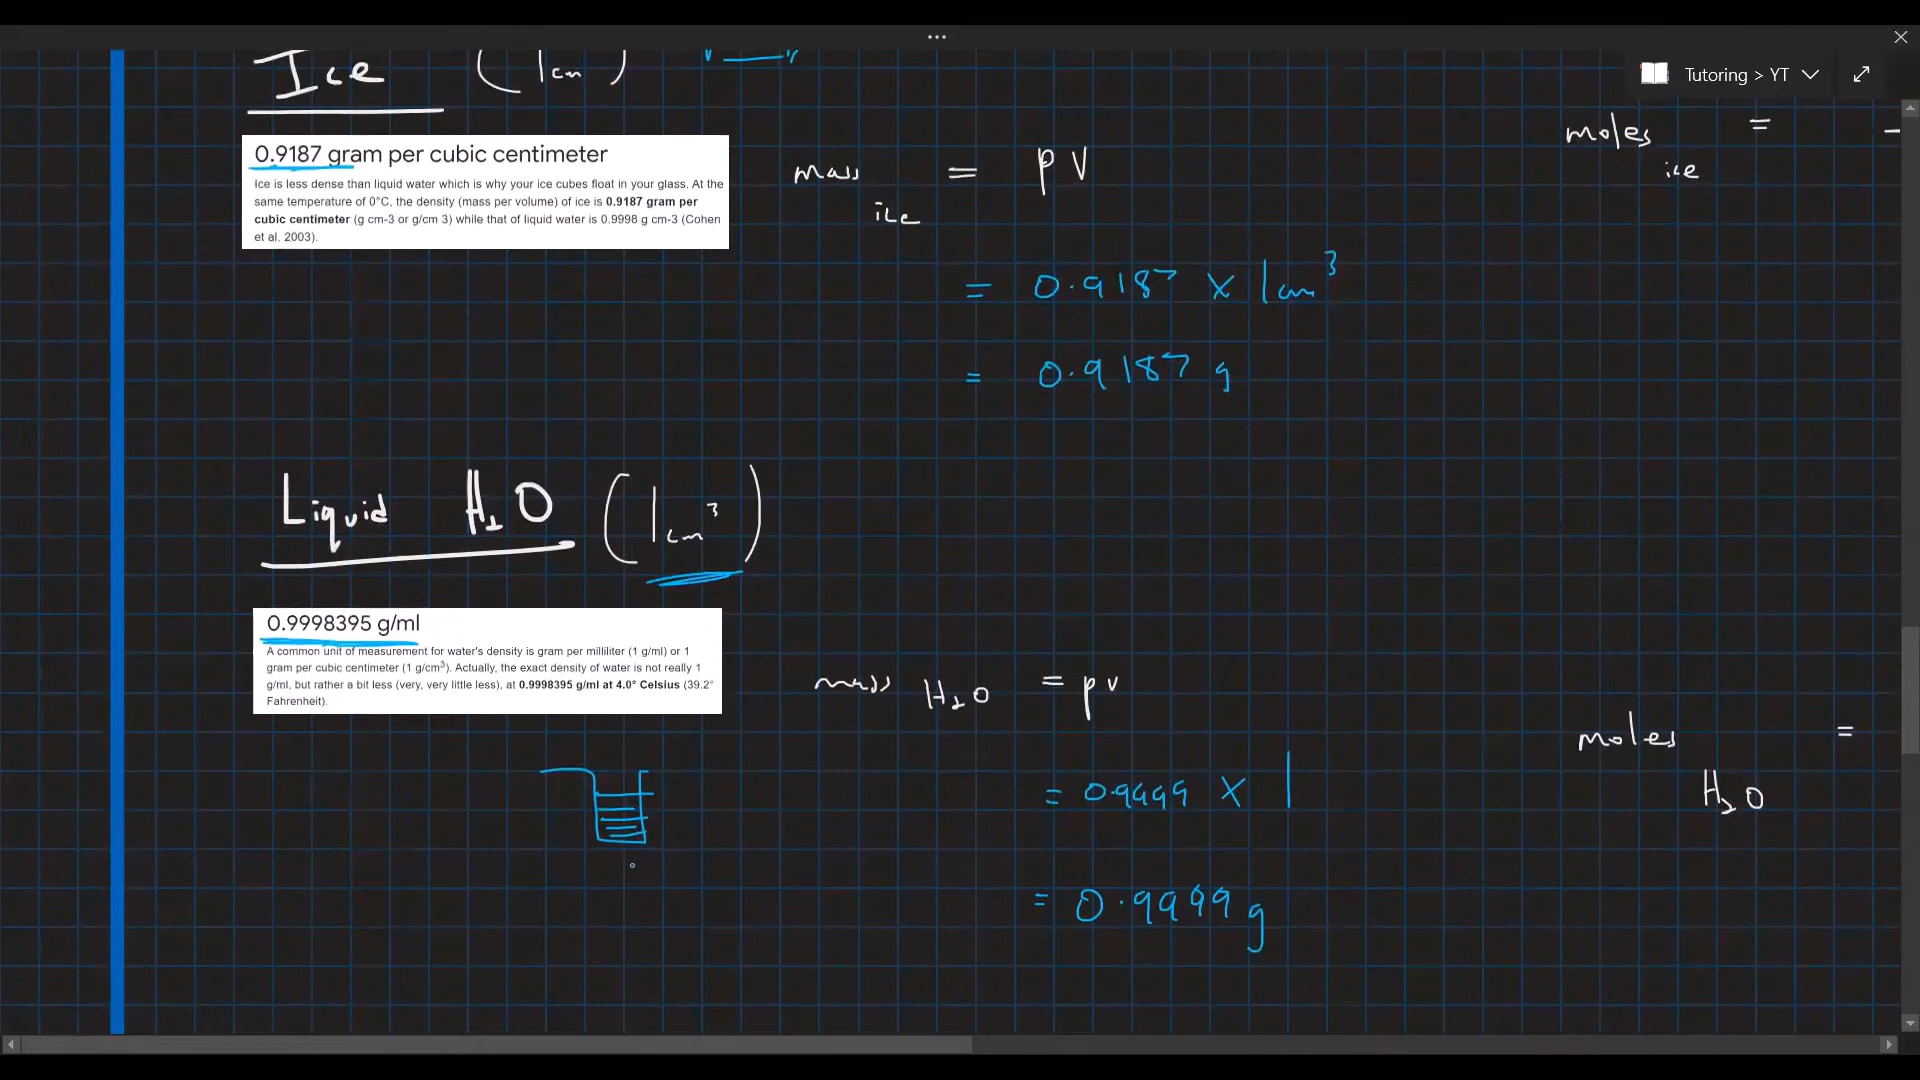 ...
Tutoring > YT
Ice (1cm )
moles ice =
0.9187 gram per cubic centimeter
Ice is less dense than liquid water which is why your ice cubes float in your glass. At the
same temperature of 0°C, the density (mass per volume) of ice is 0.9187 gram per
cubic centimeter (g cm-3 or g/cm 3) while that of liquid water is 0.9998 g cm-3 (Cohen
et al. 2003).
mass ice = ρV
= 0.9187 X 1cm³
= 0.9187 g
Liquid H₂O (1cm³)
0.9998395 g/ml
A common unit of measurement for water's density is gram per milliliter (1 g/ml) or 1
gram per cubic centimeter (1 g/cm³). Actually, the exact density of water is not really 1
g/ml, but rather a bit less (very, very little less), at 0.9998395 g/ml at 4.0° Celsius (39.2°
Fahrenheit).
mass H₂O = ρv
= 0.9999 X 1
= 0.9999 g
moles H₂O =